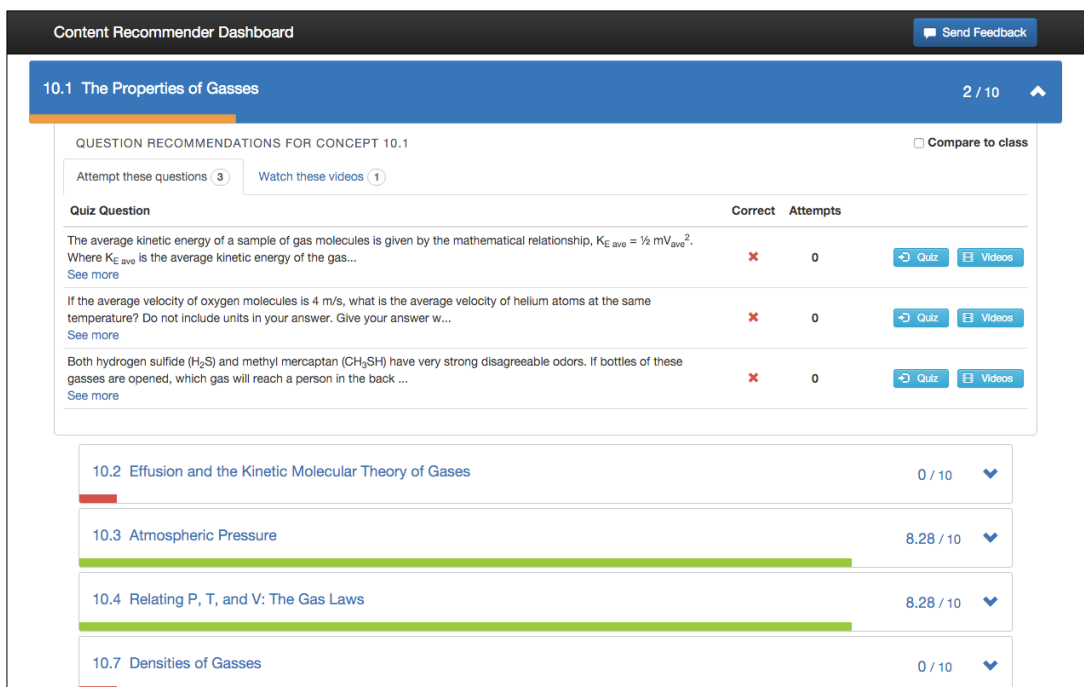 Content Recommender Dashboard
Send Feedback
10.1 The Properties of Gasses
2 / 10
QUESTION RECOMMENDATIONS FOR CONCEPT 10.1
Compare to class
Attempt these questions 3
Watch these videos 1
Quiz Question Correct Attempts
The average kinetic energy of a sample of gas molecules is given by the mathematical relationship, K_E ave = ½ mV_ave².
Where K_E ave is the average kinetic energy of the gas...
See more
0 Quiz Videos
If the average velocity of oxygen molecules is 4 m/s, what is the average velocity of helium atoms at the same
temperature? Do not include units in your answer. Give your answer w...
See more
0 Quiz Videos
Both hydrogen sulfide (H₂S) and methyl mercaptan (CH₃SH) have very strong disagreeable odors. If bottles of these
gasses are opened, which gas will reach a person in the back ...
See more
0 Quiz Videos
10.2 Effusion and the Kinetic Molecular Theory of Gases
0 / 10
10.3 Atmospheric Pressure
8.28 / 10
10.4 Relating P, T, and V: The Gas Laws
8.28 / 10
10.7 Densities of Gasses
0 / 10